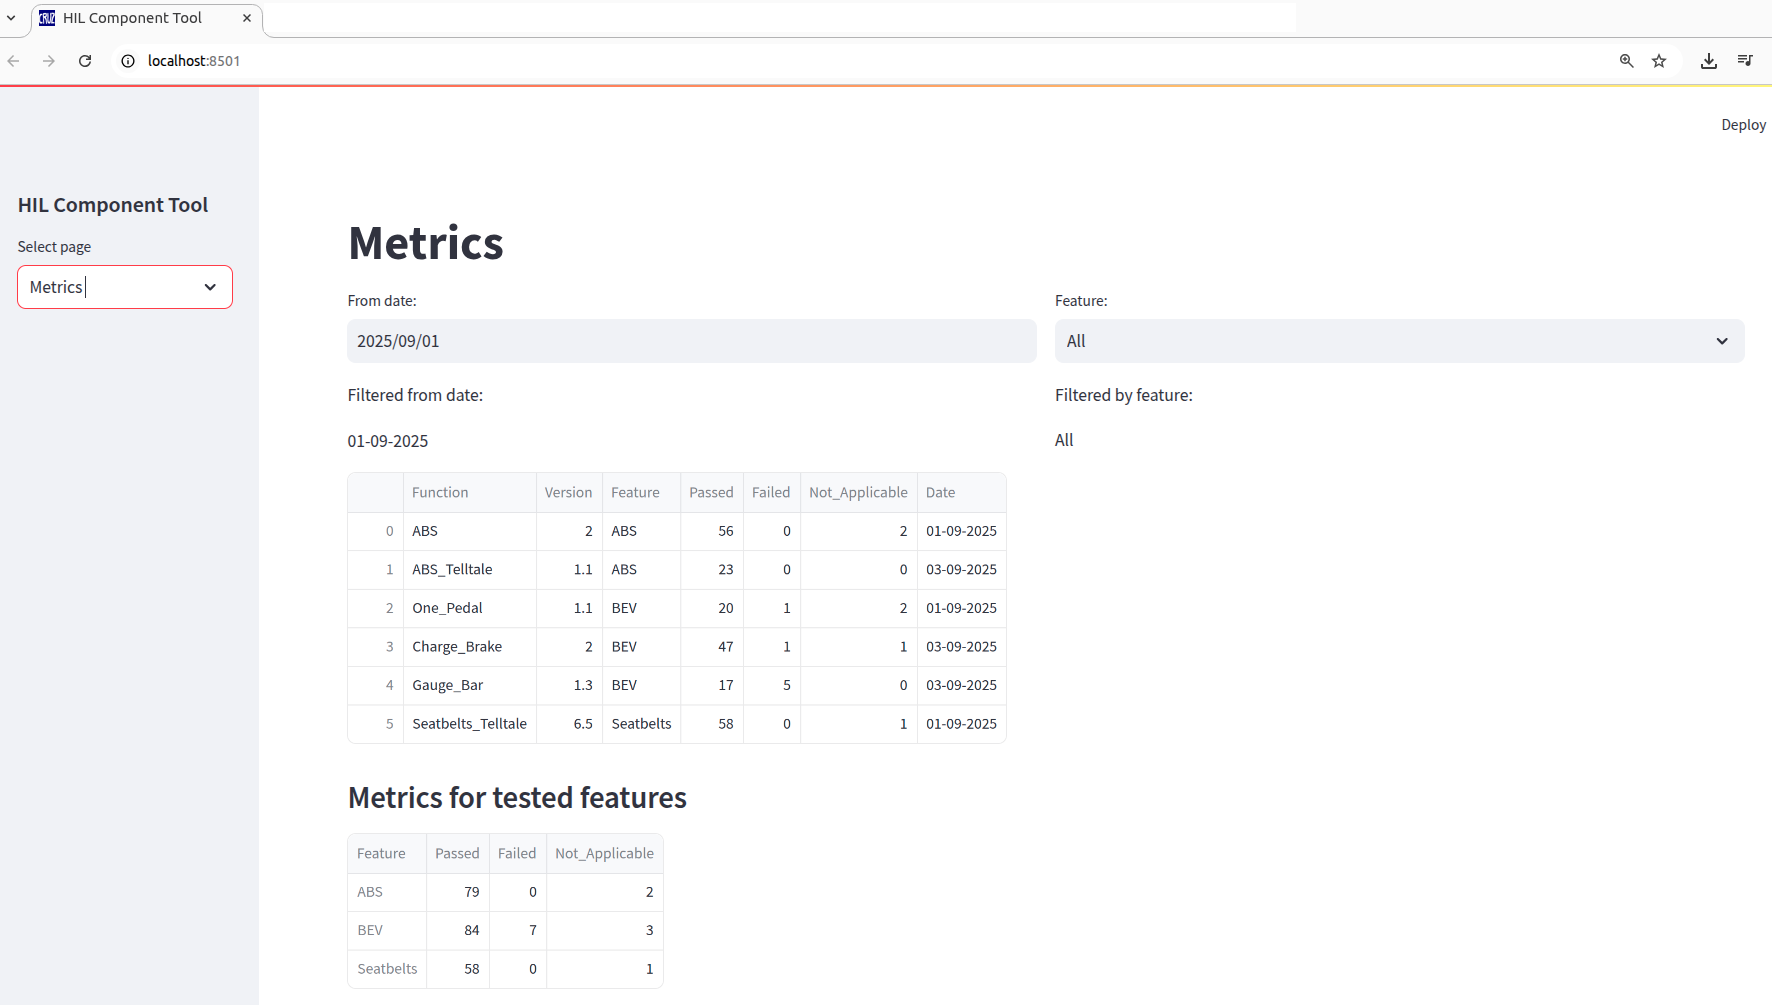 CRUZ HIL Component Tool
localhost:8501
Deploy
HIL Component Tool
Select page
Metrics
Metrics
From date: Feature:
2025/09/01 All
Filtered from date: Filtered by feature:
01-09-2025 All
Function Version Feature Passed Failed Not_Applicable Date
0 ABS 2 ABS 56 0 2 01-09-2025
1 ABS_Telltale 1.1 ABS 23 0 0 03-09-2025
2 One_Pedal 1.1 BEV 20 1 2 01-09-2025
3 Charge_Brake 2 BEV 47 1 1 03-09-2025
4 Gauge_Bar 1.3 BEV 17 5 0 03-09-2025
5 Seatbelts_Telltale 6.5 Seatbelts 58 0 1 01-09-2025
Metrics for tested features
Feature Passed Failed Not_Applicable
ABS 79 0 2
BEV 84 7 3
Seatbelts 58 0 1